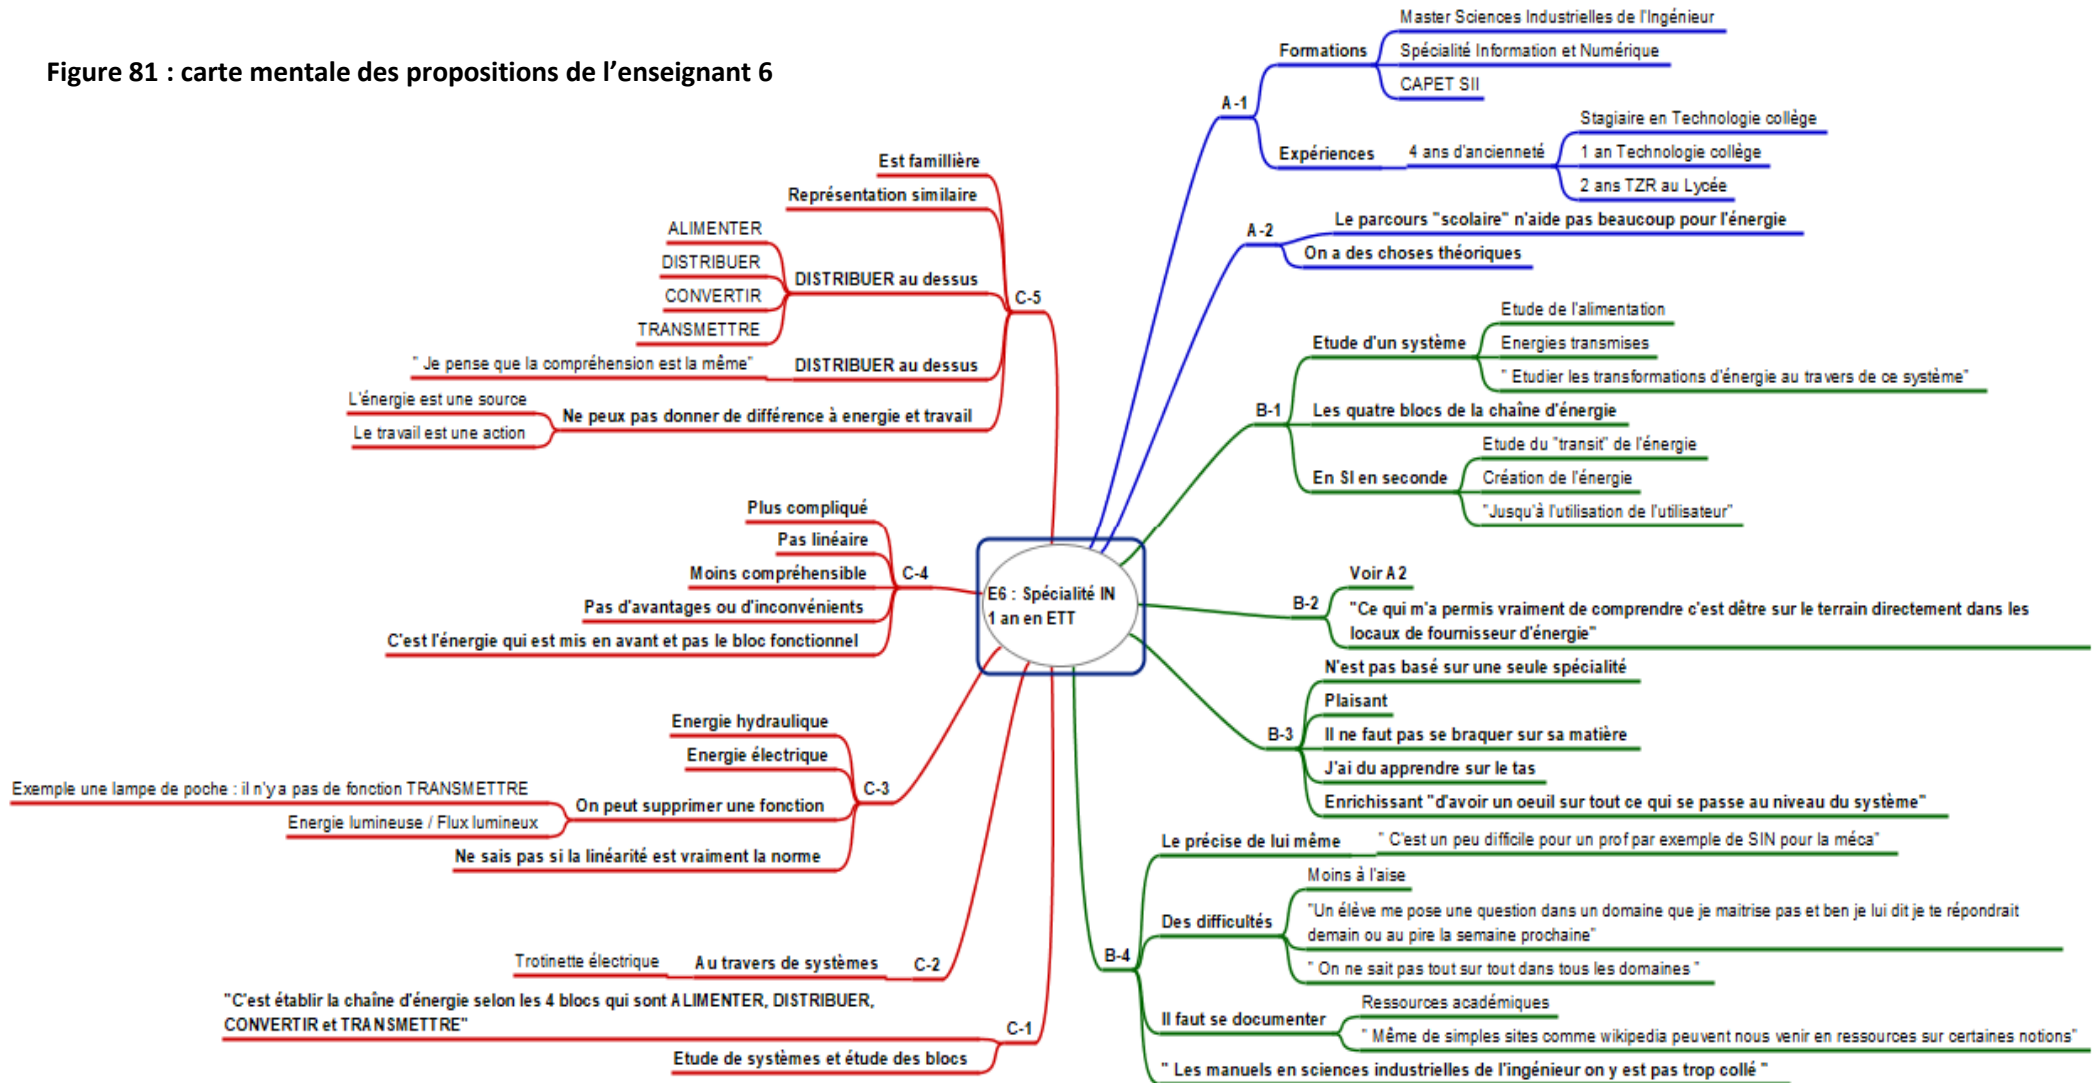 Figure 81 : carte mentale des propositions de l'enseignant 6
E6 : Spécialité IN
1 an en ETT
A-1
Formations
Master Sciences Industrielles de l'Ingénieur
Spécialité Information et Numérique
CAPET SII
Expériences
4 ans d'ancienneté
Stagiaire en Technologie collège
1 an Technologie collège
2 ans TZR au Lycée
A-2
Le parcours "scolaire" n'aide pas beaucoup pour l'énergie
On a des choses théoriques
B-1
Etude d'un système
Etude de l'alimentation
Energies transmises
" Etudier les transformations d'énergie au travers de ce système"
Les quatre blocs de la chaîne d'énergie
En SI en seconde
Etude du "transit" de l'énergie
Création de l'énergie
"Jusqu'à l'utilisation de l'utilisateur"
B-2
Voir A2
"Ce qui m'a permis vraiment de comprendre c'est dêtre sur le terrain directement dans les
locaux de fournisseur d'énergie"
B-3
N'est pas basé sur une seule spécialité
Plaisant
Il ne faut pas se braquer sur sa matière
J'ai du apprendre sur le tas
Enrichissant "d'avoir un oeuil sur tout ce qui se passe au niveau du système"
B-4
Le précise de lui même
" C'est un peu difficile pour un prof par exemple de SIN pour la méca"
Des difficultés
Moins à l'aise
"Un élève me pose une question dans un domaine que je maitrise pas et ben je lui dit je te répondrait
demain ou au pire la semaine prochaine"
" On ne sait pas tout sur tout dans tous les domaines "
Il faut se documenter
Ressources académiques
" Même de simples sites comme wikipedia peuvent nous venir en ressources sur certaines notions"
" Les manuels en sciences industrielles de l'ingénieur on y est pas trop collé "
C-5
Est famillière
Représentation similaire
DISTRIBUER au dessus
ALIMENTER
DISTRIBUER
CONVERTIR
TRANSMETTRE
DISTRIBUER au dessus
" Je pense que la compréhension est la même"
Ne peux pas donner de différence à energie et travail
L'énergie est une source
Le travail est une action
C-4
Plus compliqué
Pas linéaire
Moins compréhensible
Pas d'avantages ou d'inconvénients
C'est l'énergie qui est mis en avant et pas le bloc fonctionnel
C-3
Energie hydraulique
Energie électrique
On peut supprimer une fonction
Exemple une lampe de poche : il n'y a pas de fonction TRANSMETTRE
Energie lumineuse / Flux lumineux
Ne sais pas si la linéarité est vraiment la norme
C-2
Au travers de systèmes
Trotinette électrique
C-1
"C'est établir la chaîne d'énergie selon les 4 blocs qui sont ALIMENTER, DISTRIBUER,
CONVERTIR et TRANSMETTRE"
Etude de systèmes et étude des blocs